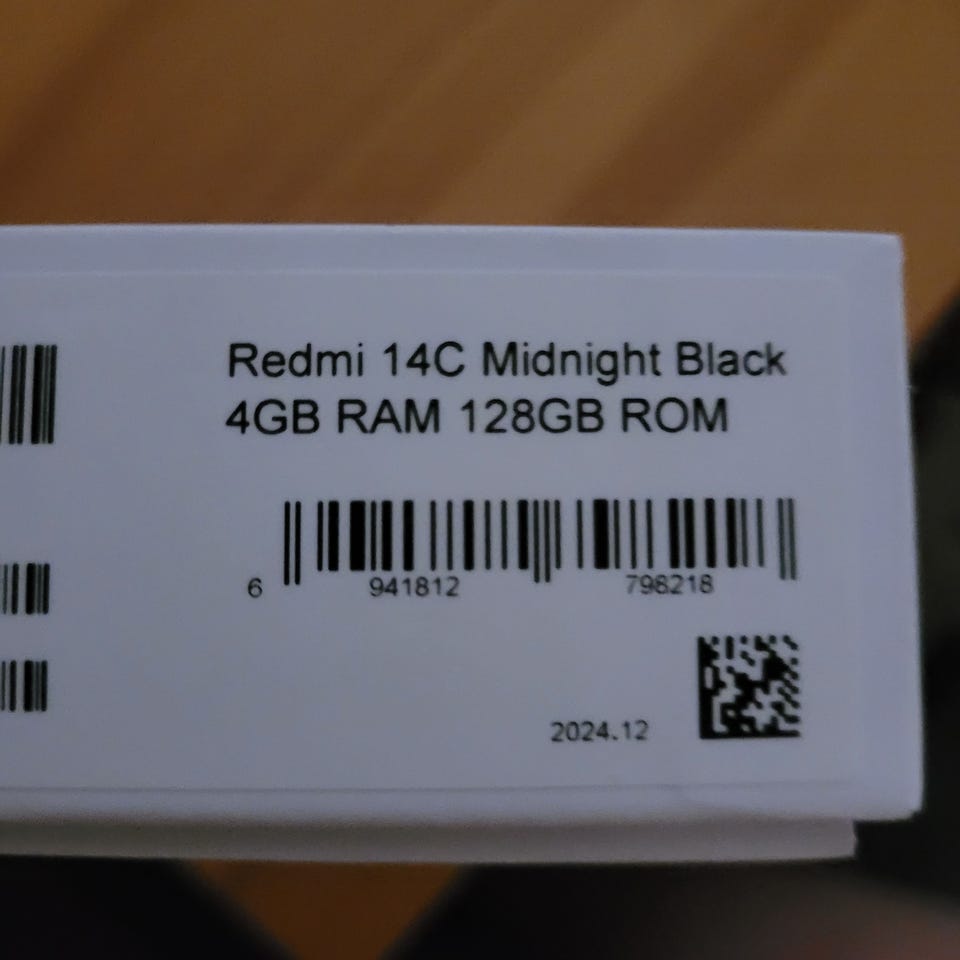 Redmi 14C Midnight Black
4GB RAM 128GB ROM
6 941812 798218
2024.12